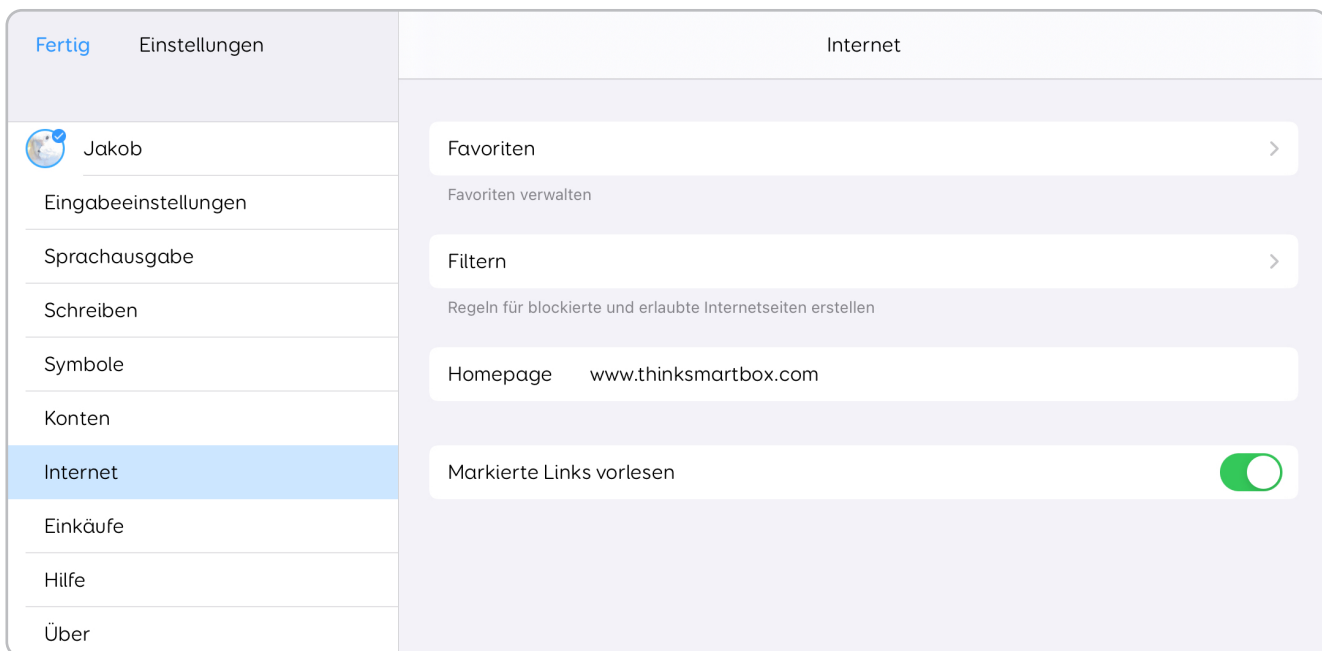 Fertig Einstellungen
Jakob
Eingabeeinstellungen
Sprachausgabe
Schreiben
Symbole
Konten
Internet
Einkäufe
Hilfe
Über
Internet
Favoriten
Favoriten verwalten
Filtern
Regeln für blockierte und erlaubte Internetseiten erstellen
Homepage www.thinksmartbox.com
Markierte Links vorlesen